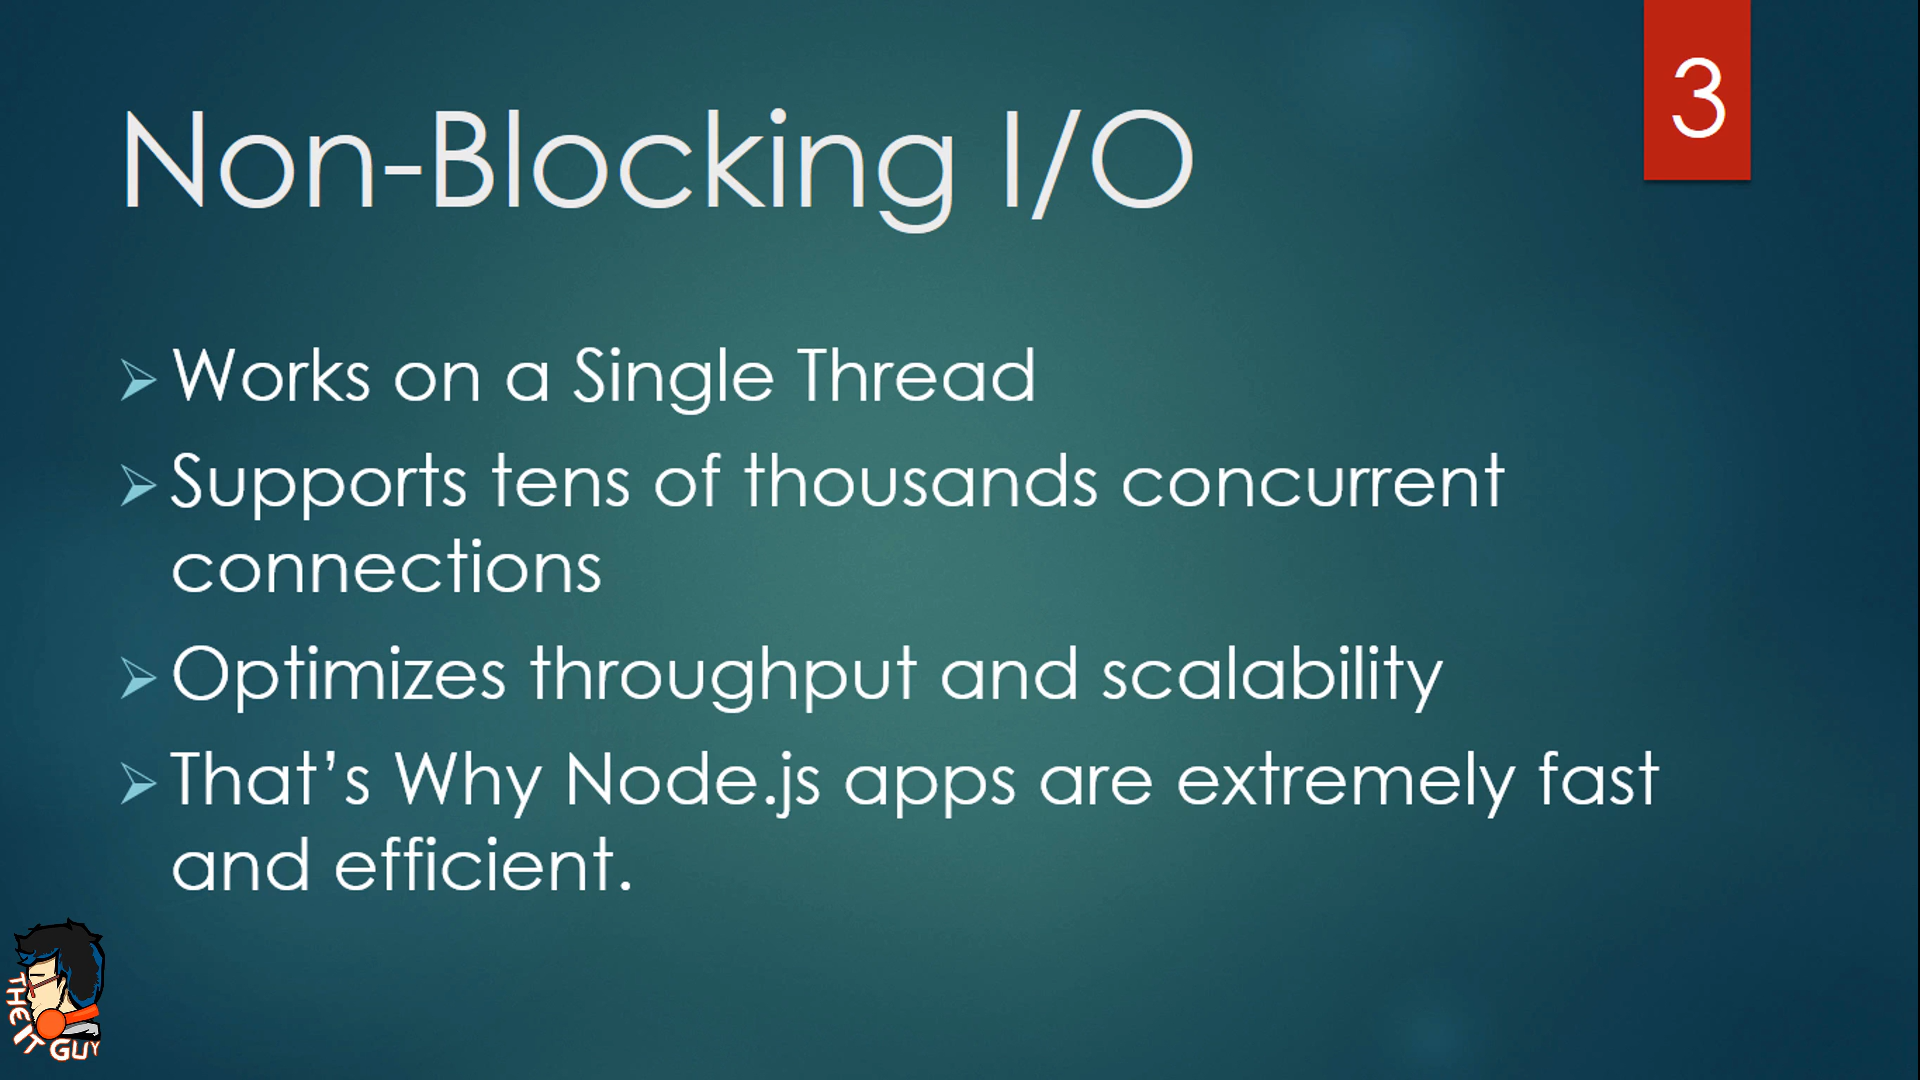 3
Non-Blocking I/O
➢ Works on a Single Thread
➢ Supports tens of thousands concurrent
connections
➢ Optimizes throughput and scalability
➢ That’s Why Node.js apps are extremely fast
and efficient.
THE IT GUY